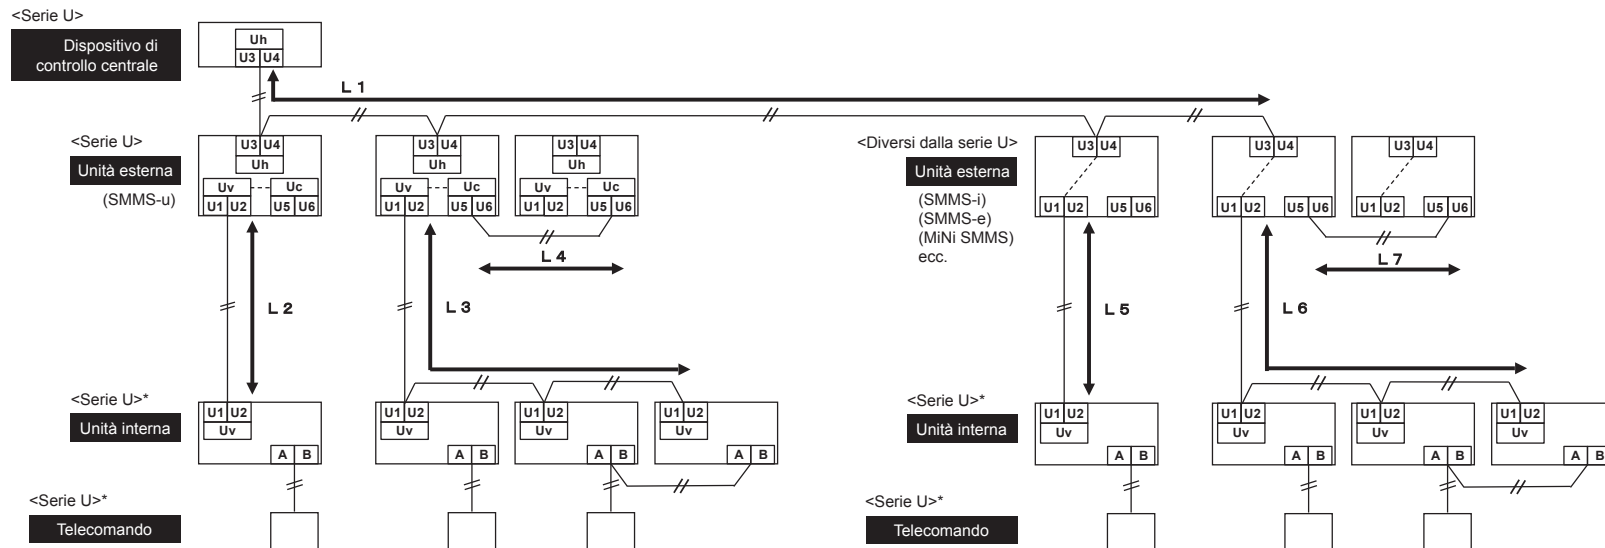 <Serie U>
Dispositivo di
controllo centrale
Uh
U3 U4
L 1
<Serie U>
Unità esterna
(SMMS-u)
U3 U4
Uh
Uv Uc
U1 U2 U5 U6
U3 U4
Uh
Uv Uc
U1 U2 U5 U6
U3 U4
Uh
Uv Uc
U1 U2 U5 U6
<Diversi dalla serie U>
Unità esterna
(SMMS-i)
(SMMS-e)
(MiNi SMMS)
ecc.
U3 U4
U1 U2 U5 U6
U3 U4
U1 U2 U5 U6
U3 U4
U1 U2 U5 U6
L 2
L 3
L 4
L 5
L 6
L 7
<Serie U>*
Unità interna
U1 U2
Uv
A B
U1 U2
Uv
A B
U1 U2
Uv
A B
U1 U2
Uv
A B
<Serie U>*
Unità interna
U1 U2
Uv
A B
U1 U2
Uv
A B
U1 U2
Uv
A B
U1 U2
Uv
A B
<Serie U>*
Telecomando
<Serie U>*
Telecomando